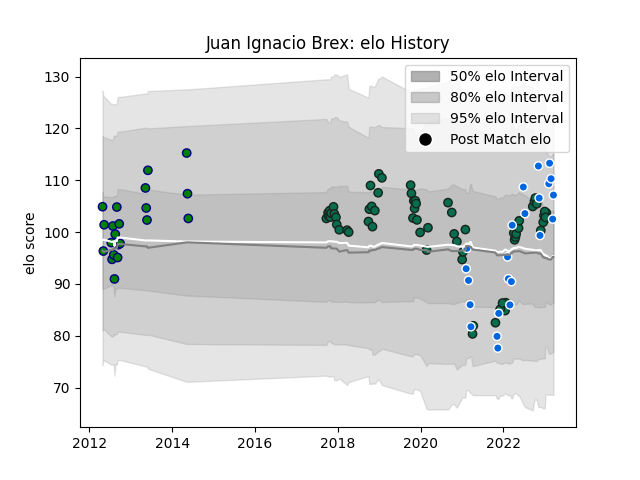 Juan Ignacio Brex: elo History
50% elo Interval
80% elo Interval
95% elo Interval
Post Match elo
elo score
130
120
110
100
90
80
70
2012
2014
2016
2018
2020
2022